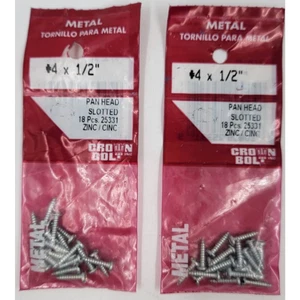 METAL
TORNILLO PARA METAL
#4 x 1/2"
PAN HEAD
SLOTTED
18 Pcs. 25331
ZINC / CINC
CROWN
BOLT
METAL
METAL
TORNILLO PARA METAL
#4 x 1/2"
PAN HEAD
SLOTTED
18 Pcs. 25331
ZINC / CINC
CROWN
BOLT
METAL